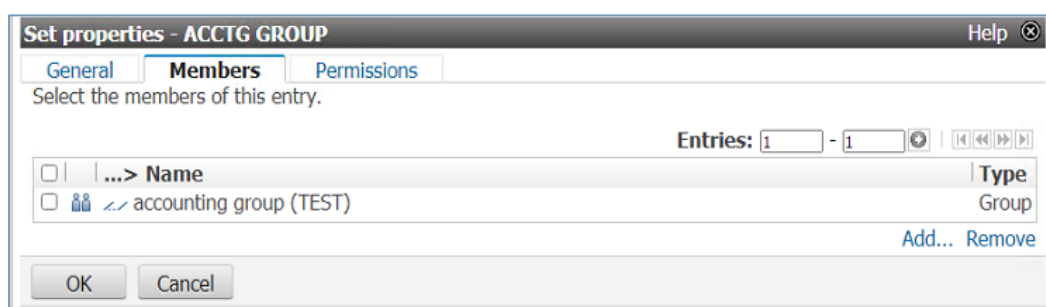 Set properties - ACCTG GROUP Help
General Members Permissions
Select the members of this entry.
Entries: 1 - 1
...> Name Type
accounting group (TEST) Group
Add... Remove
OK Cancel